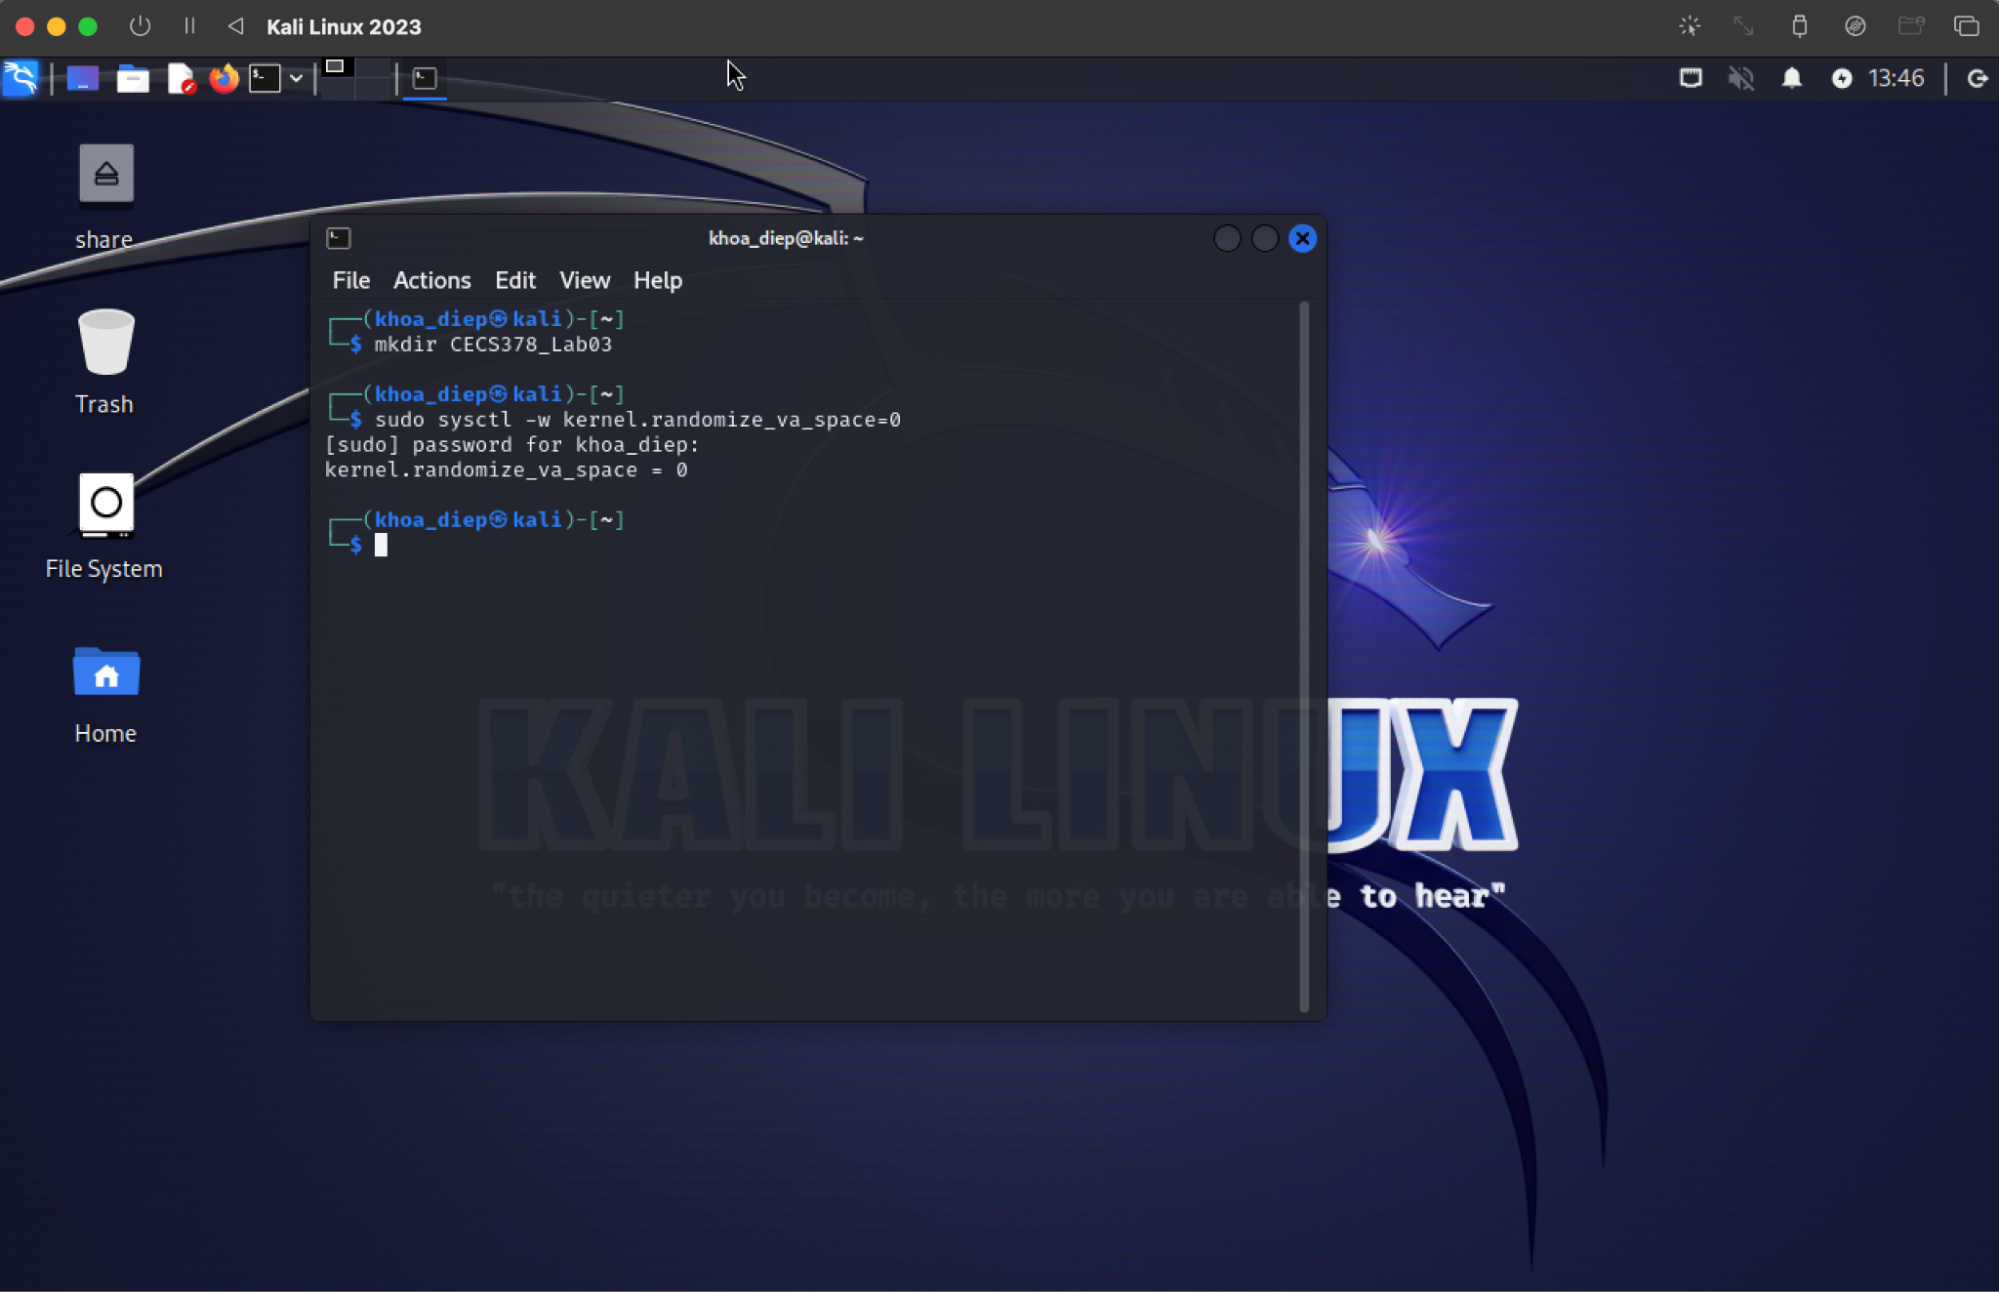 Kali Linux 2023
13:46
share
Trash
File System
Home
khoa_diep@kali: ~
File Actions Edit View Help
┌──(khoa_diep㉿kali)-[~]
└─$ mkdir CECS378_Lab03
┌──(khoa_diep㉿kali)-[~]
└─$ sudo sysctl -w kernel.randomize_va_space=0
[sudo] password for khoa_diep:
kernel.randomize_va_space = 0
┌──(khoa_diep㉿kali)-[~]
└─$
KALI LINUX
"the quieter you become, the more you are able to hear"